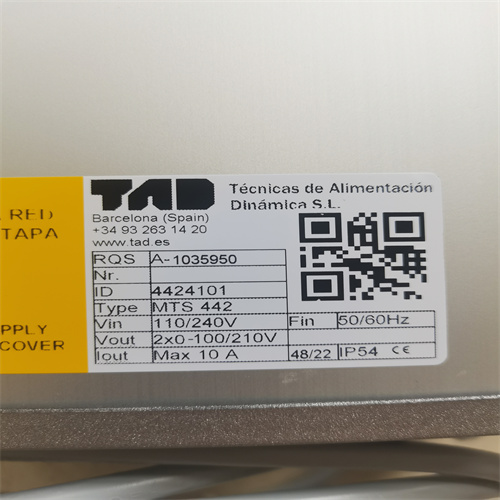 TAD
Técnicas de Alimentación
Dinámica S.L.
Barcelona (Spain)
+34 93 263 14 20
www.tad.es
RQS A-1035950
Nr.
ID 4424101
Type MTS 442
Vin 110/240V Fin 50/60Hz
Vout 2x0-100/210V
Iout Max 10 A 48/22 IP54 CE
RED
TAPA
COVER